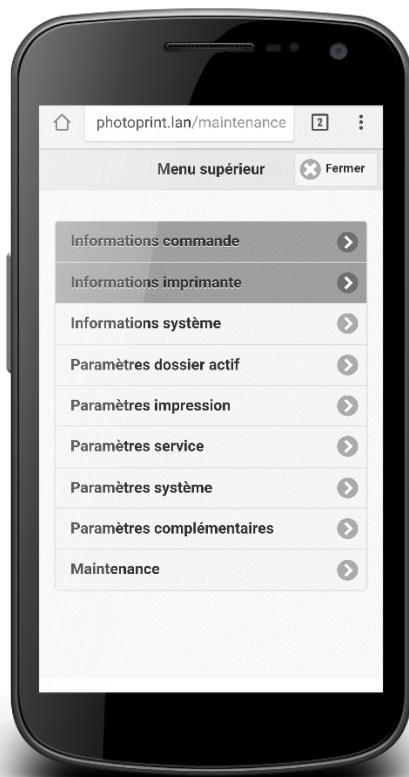 photoprint.lan/maintenance 2
Menu supérieur Fermer
Informations commande
Informations imprimante
Informations système
Paramètres dossier actif
Paramètres impression
Paramètres service
Paramètres système
Paramètres complémentaires
Maintenance